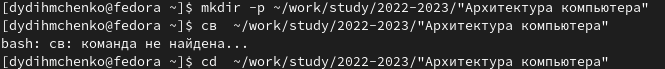 [dydihmchenko@fedora ~]$ mkdir -p ~/work/study/2022-2023/"Архитектура компьютера"
[dydihmchenko@fedora ~]$ св  ~/work/study/2022-2023/"Архитектура компьютера"
bash: св: команда не найдена...
[dydihmchenko@fedora ~]$ cd  ~/work/study/2022-2023/"Архитектура компьютера"